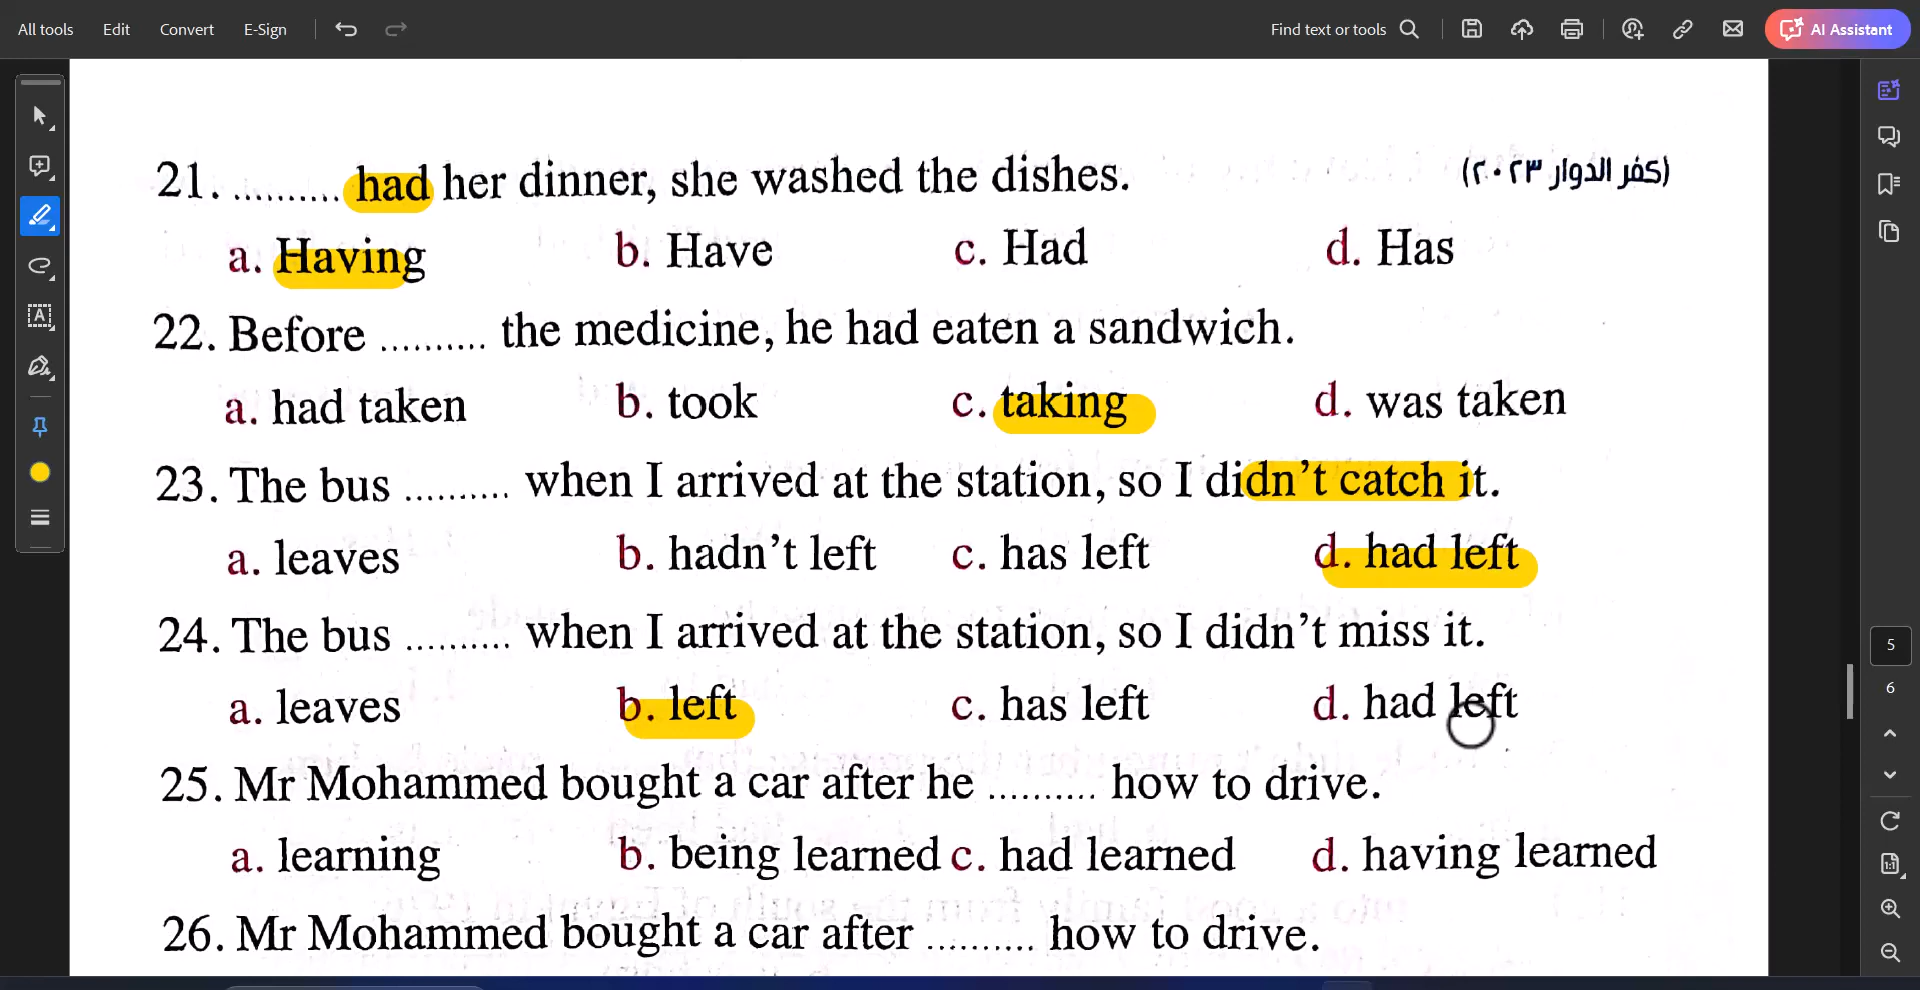 All tools Edit Convert E-Sign Find text or tools AI Assistant
21. .......... had her dinner, she washed the dishes. (كفر الدوار ٢٠٢٣)
a. Having b. Have c. Had d. Has
22. Before .......... the medicine, he had eaten a sandwich.
a. had taken b. took c. taking d. was taken
23. The bus .......... when I arrived at the station, so I didn't catch it.
a. leaves b. hadn't left c. has left d. had left
24. The bus .......... when I arrived at the station, so I didn't miss it.
a. leaves b. left c. has left d. had left
25. Mr Mohammed bought a car after he .......... how to drive.
a. learning b. being learned c. had learned d. having learned
26. Mr Mohammed bought a car after .......... how to drive.
5
6